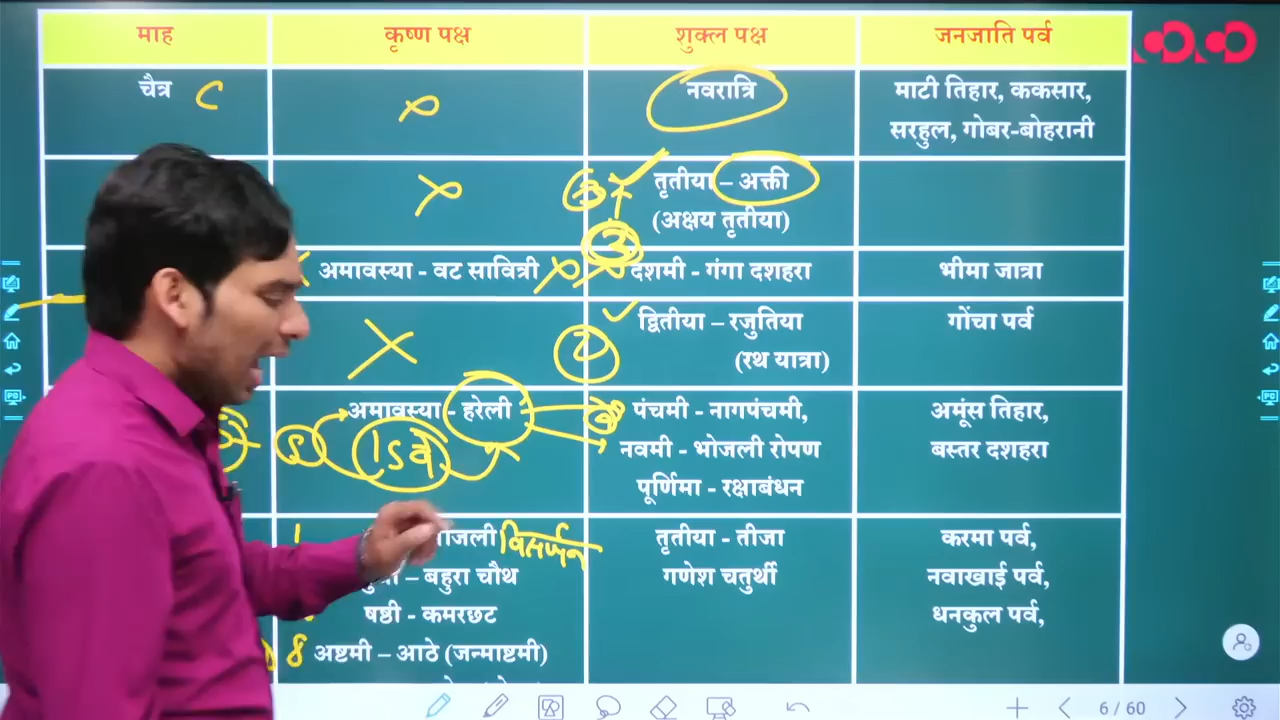 माह
कृष्ण पक्ष
शुक्ल पक्ष
जनजाति पर्व
चैत्र
नवरात्रि
माटी तिहार, ककसार,
सरहुल, गोबर-बोहरानी
तृतीया – अक्ती
(अक्षय तृतीया)
अमावस्या - वट सावित्री
दशमी - गंगा दशहरा
भीमा जात्रा
द्वितीया – रजुतिया
(रथ यात्रा)
गोंचा पर्व
अमावस्या - हरेली
पंचमी - नागपंचमी,
नवमी - भोजली रोपण
पूर्णिमा - रक्षाबंधन
अमूंस तिहार,
बस्तर दशहरा
विसर्जन
तृतीया - तीजा
गणेश चतुर्थी
करमा पर्व,
नवाखाई पर्व,
धनकुल पर्व,
– बहुरा चौथ
षष्ठी - कमरछट
8 अष्टमी – आठे (जन्माष्टमी)
6 / 60